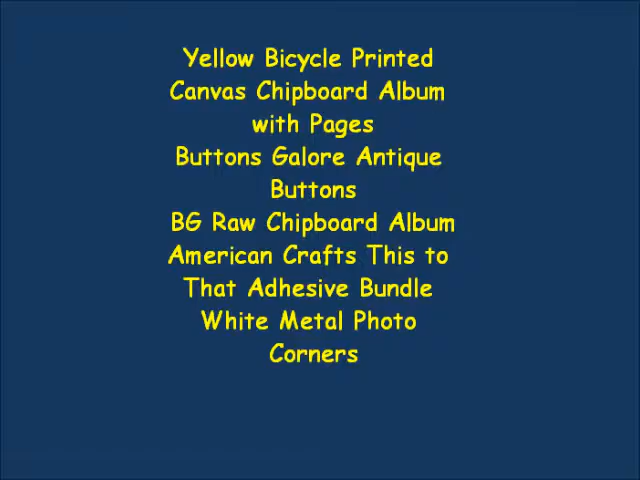 Yellow Bicycle Printed
Canvas Chipboard Album
with Pages
Buttons Galore Antique
Buttons
BG Raw Chipboard Album
American Crafts This to
That Adhesive Bundle
White Metal Photo
Corners